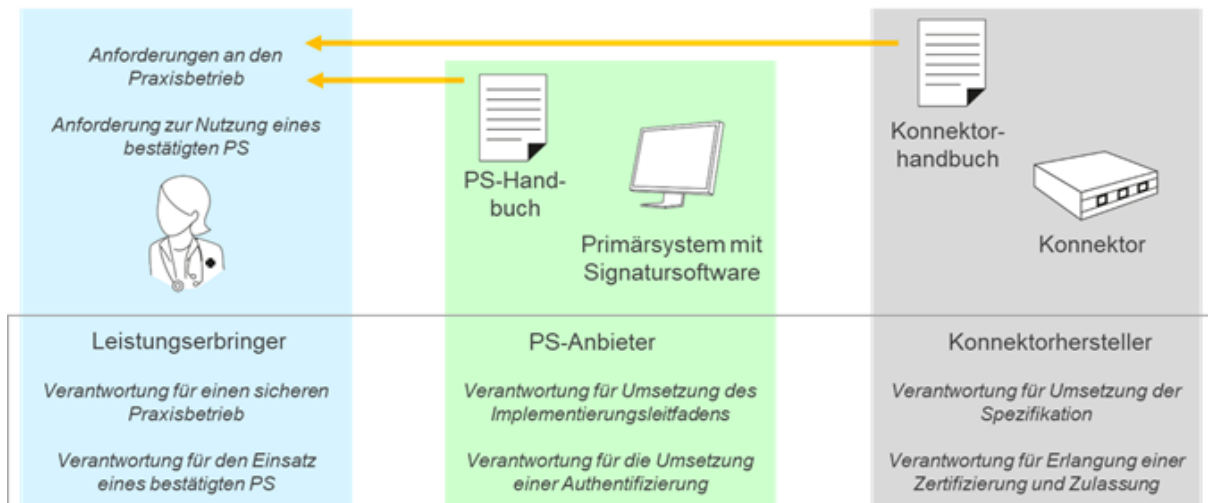 Anforderungen an den
Praxisbetrieb
Anforderung zur Nutzung eines
bestätigten PS
PS-Hand-
buch
Primärsystem mit
Signatursoftware
Konnektor-
handbuch
Konnektor
Leistungserbringer
Verantwortung für einen sicheren
Praxisbetrieb
Verantwortung für den Einsatz
eines bestätigten PS
PS-Anbieter
Verantwortung für Umsetzung des
Implementierungsleitfadens
Verantwortung für die Umsetzung
einer Authentifizierung
Konnektorhersteller
Verantwortung für Umsetzung der
Spezifikation
Verantwortung für Erlangung einer
Zertifizierung und Zulassung